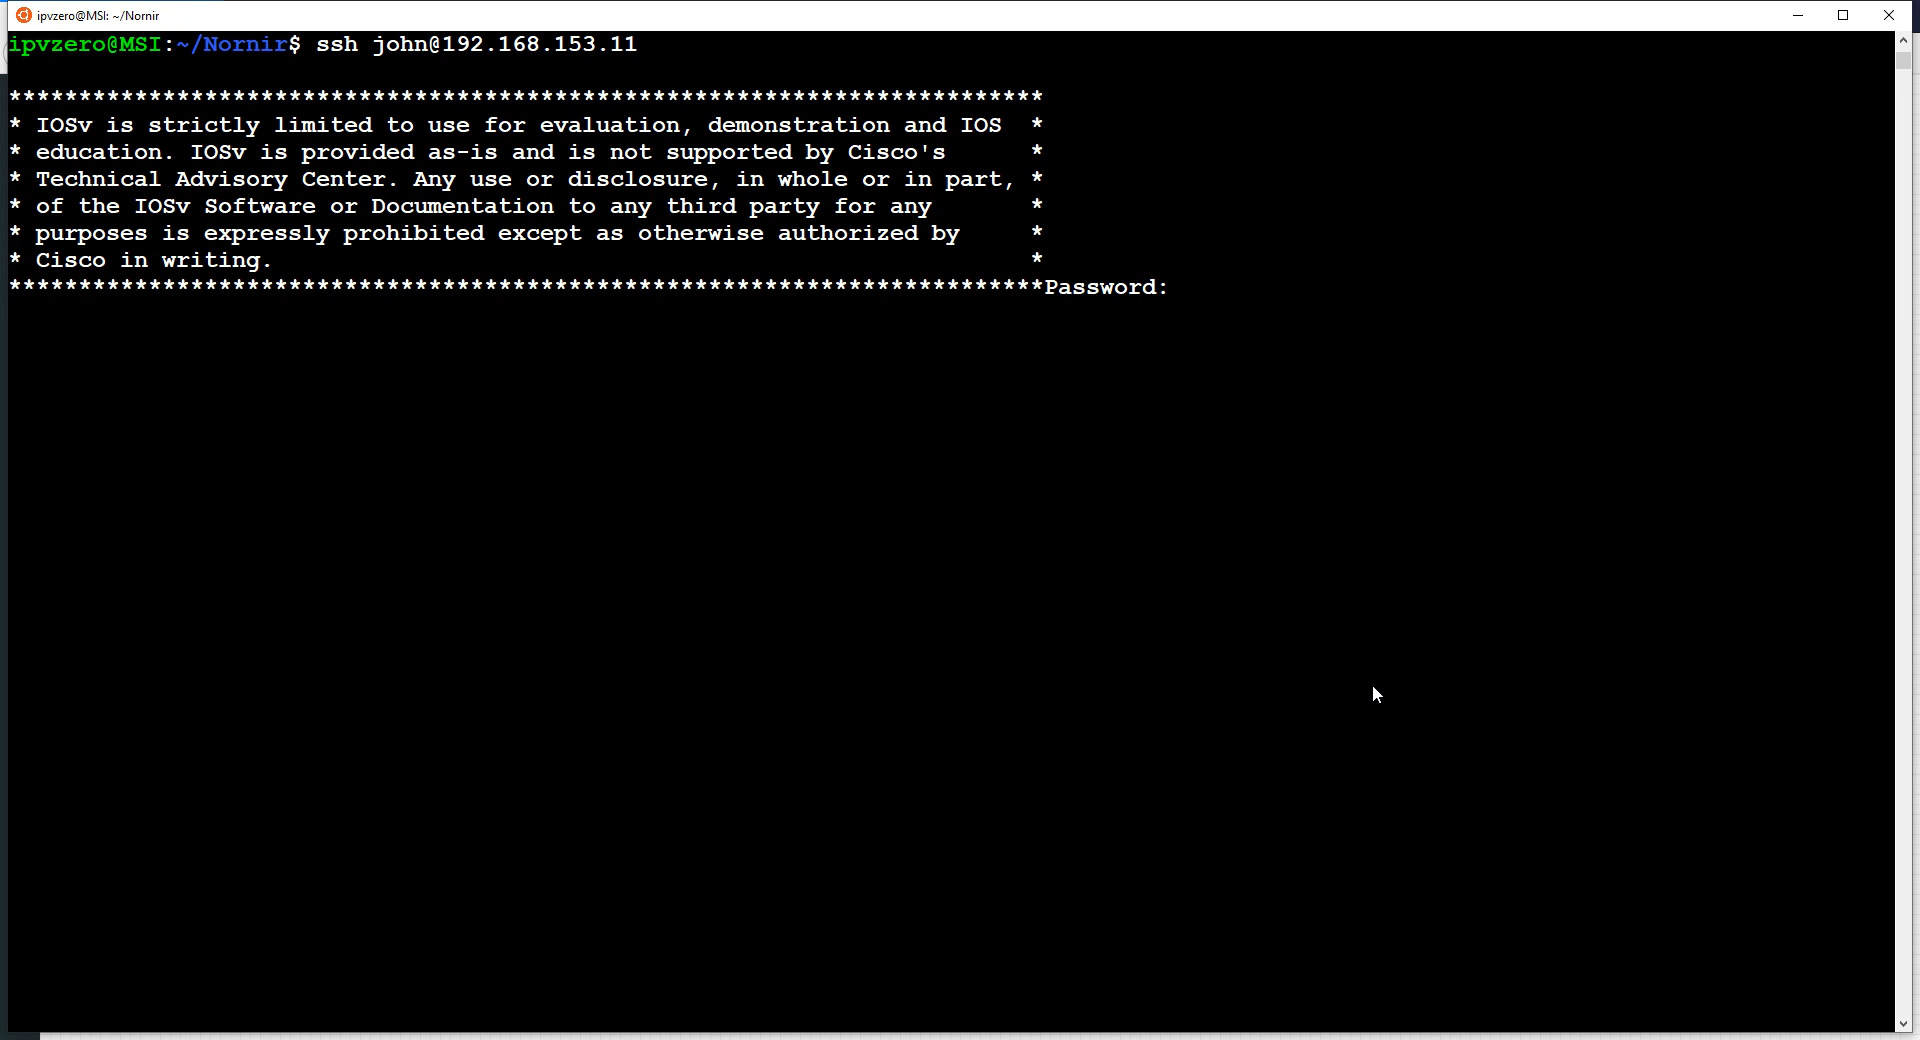 ipvzero@MSI: ~/Nornir
ipvzero@MSI:~/Nornir$ ssh john@192.168.153.11
**************************************************************************
* IOSv is strictly limited to use for evaluation, demonstration and IOS  *
* education. IOSv is provided as-is and is not supported by Cisco's      *
* Technical Advisory Center. Any use or disclosure, in whole or in part, *
* of the IOSv Software or Documentation to any third party for any       *
* purposes is expressly prohibited except as otherwise authorized by     *
* Cisco in writing.                                                      *
**************************************************************************Password: